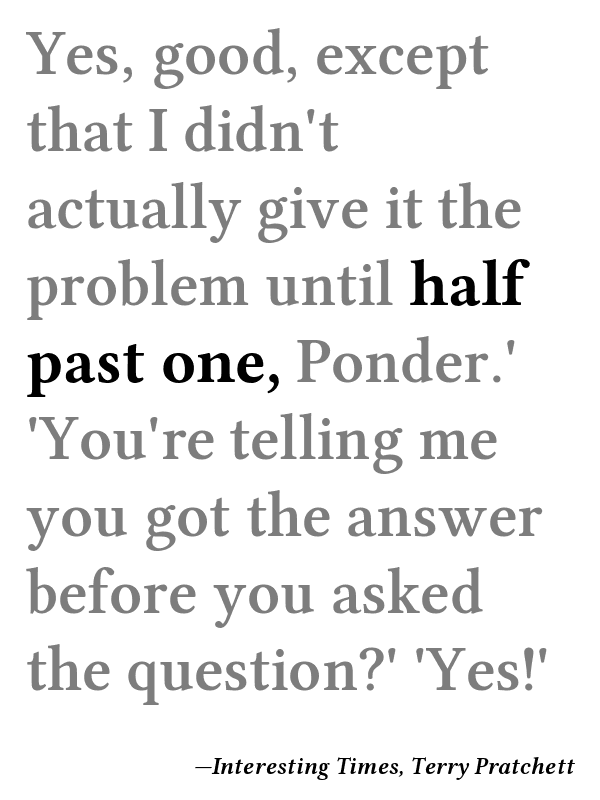 Yes, good, except
that I didn't
actually give it the
problem until half
past one, Ponder.'
'You're telling me
you got the answer
before you asked
the question?' 'Yes!'
—Interesting Times, Terry Pratchett